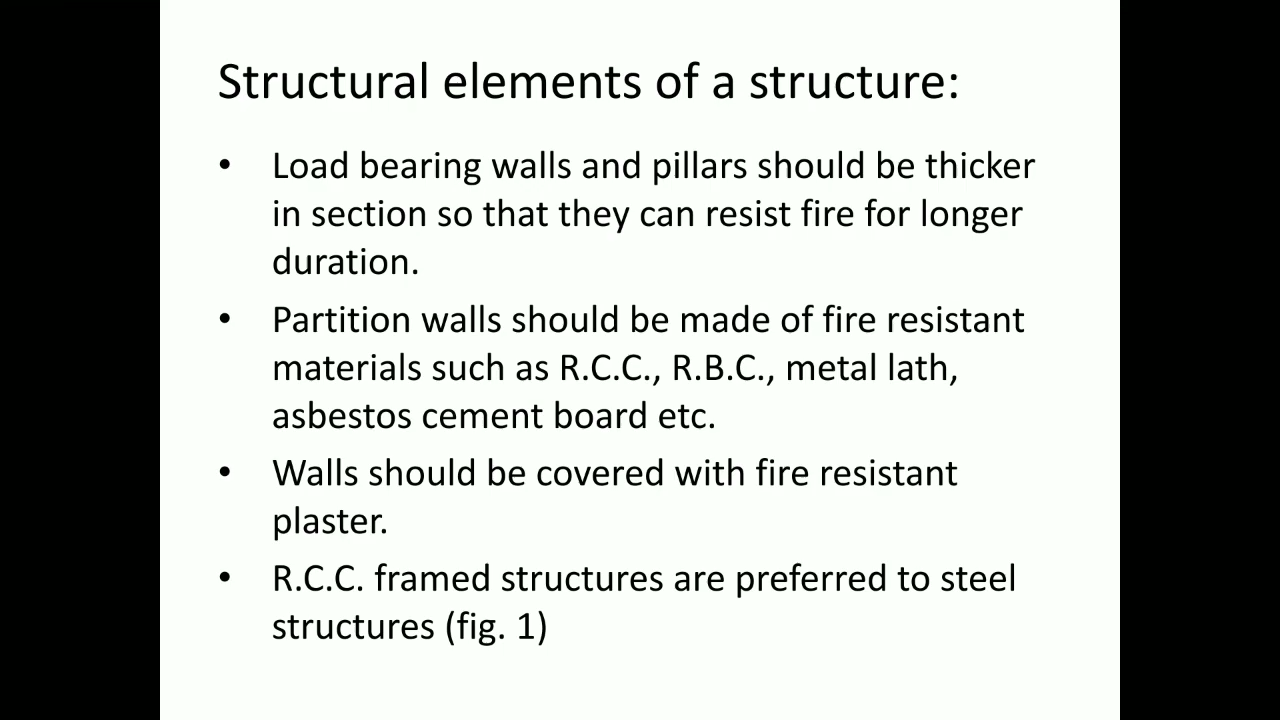 Structural elements of a structure:
• Load bearing walls and pillars should be thicker
in section so that they can resist fire for longer
duration.
• Partition walls should be made of fire resistant
materials such as R.C.C., R.B.C., metal lath,
asbestos cement board etc.
• Walls should be covered with fire resistant
plaster.
• R.C.C. framed structures are preferred to steel
structures (fig. 1)